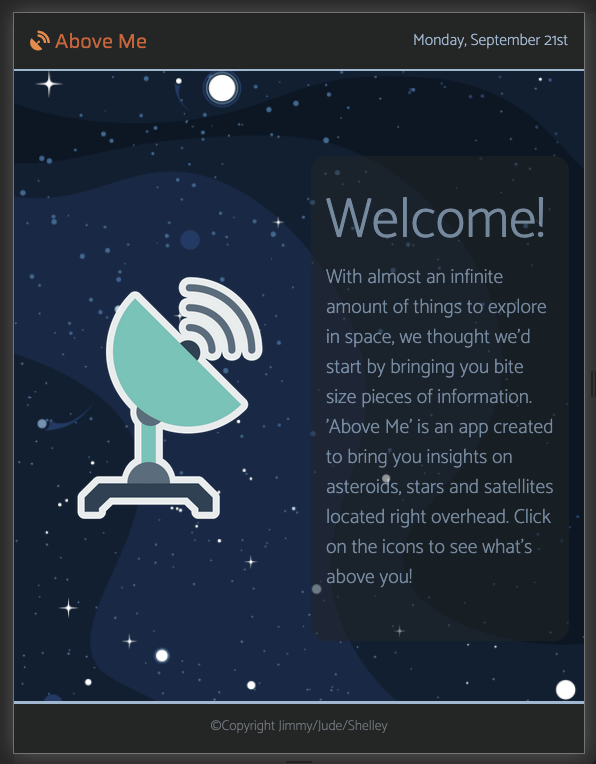 Above Me
Monday, September 21st
Welcome!
With almost an infinite
amount of things to explore
in space, we thought we'd
start by bringing you bite
size pieces of information.
'Above Me' is an app created
to bring you insights on
asteroids, stars and satellites
located right overhead. Click
on the icons to see what's
above you!
©Copyright Jimmy/Jude/Shelley